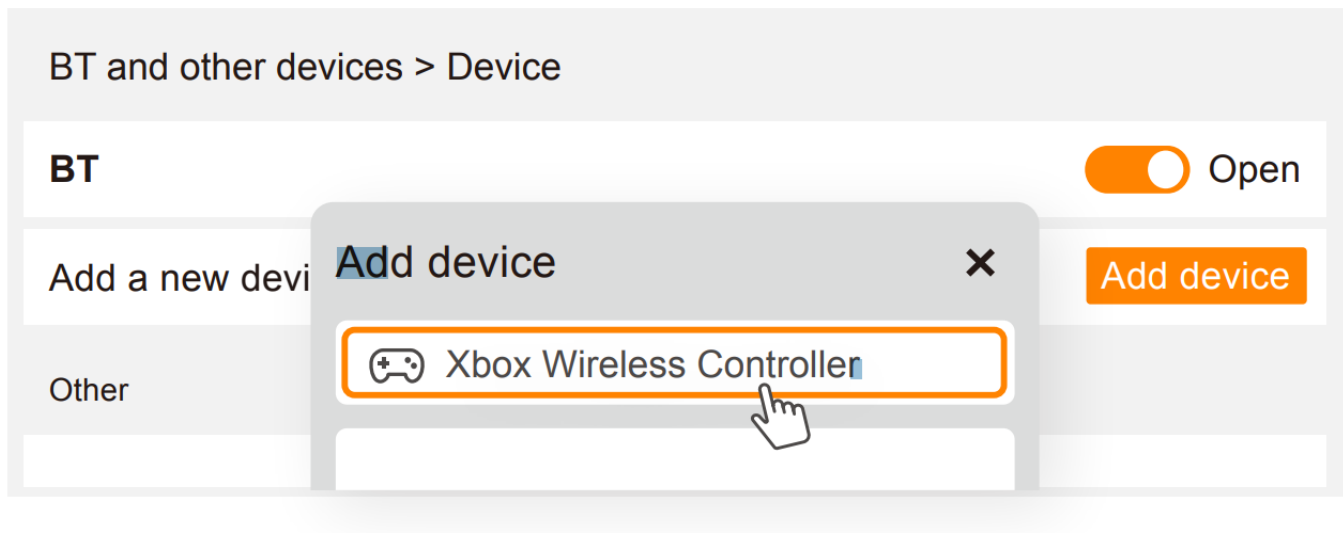 BT and other devices > Device
BT
Open
Add a new devi
Add device
Add device
Xbox Wireless Controller
Other